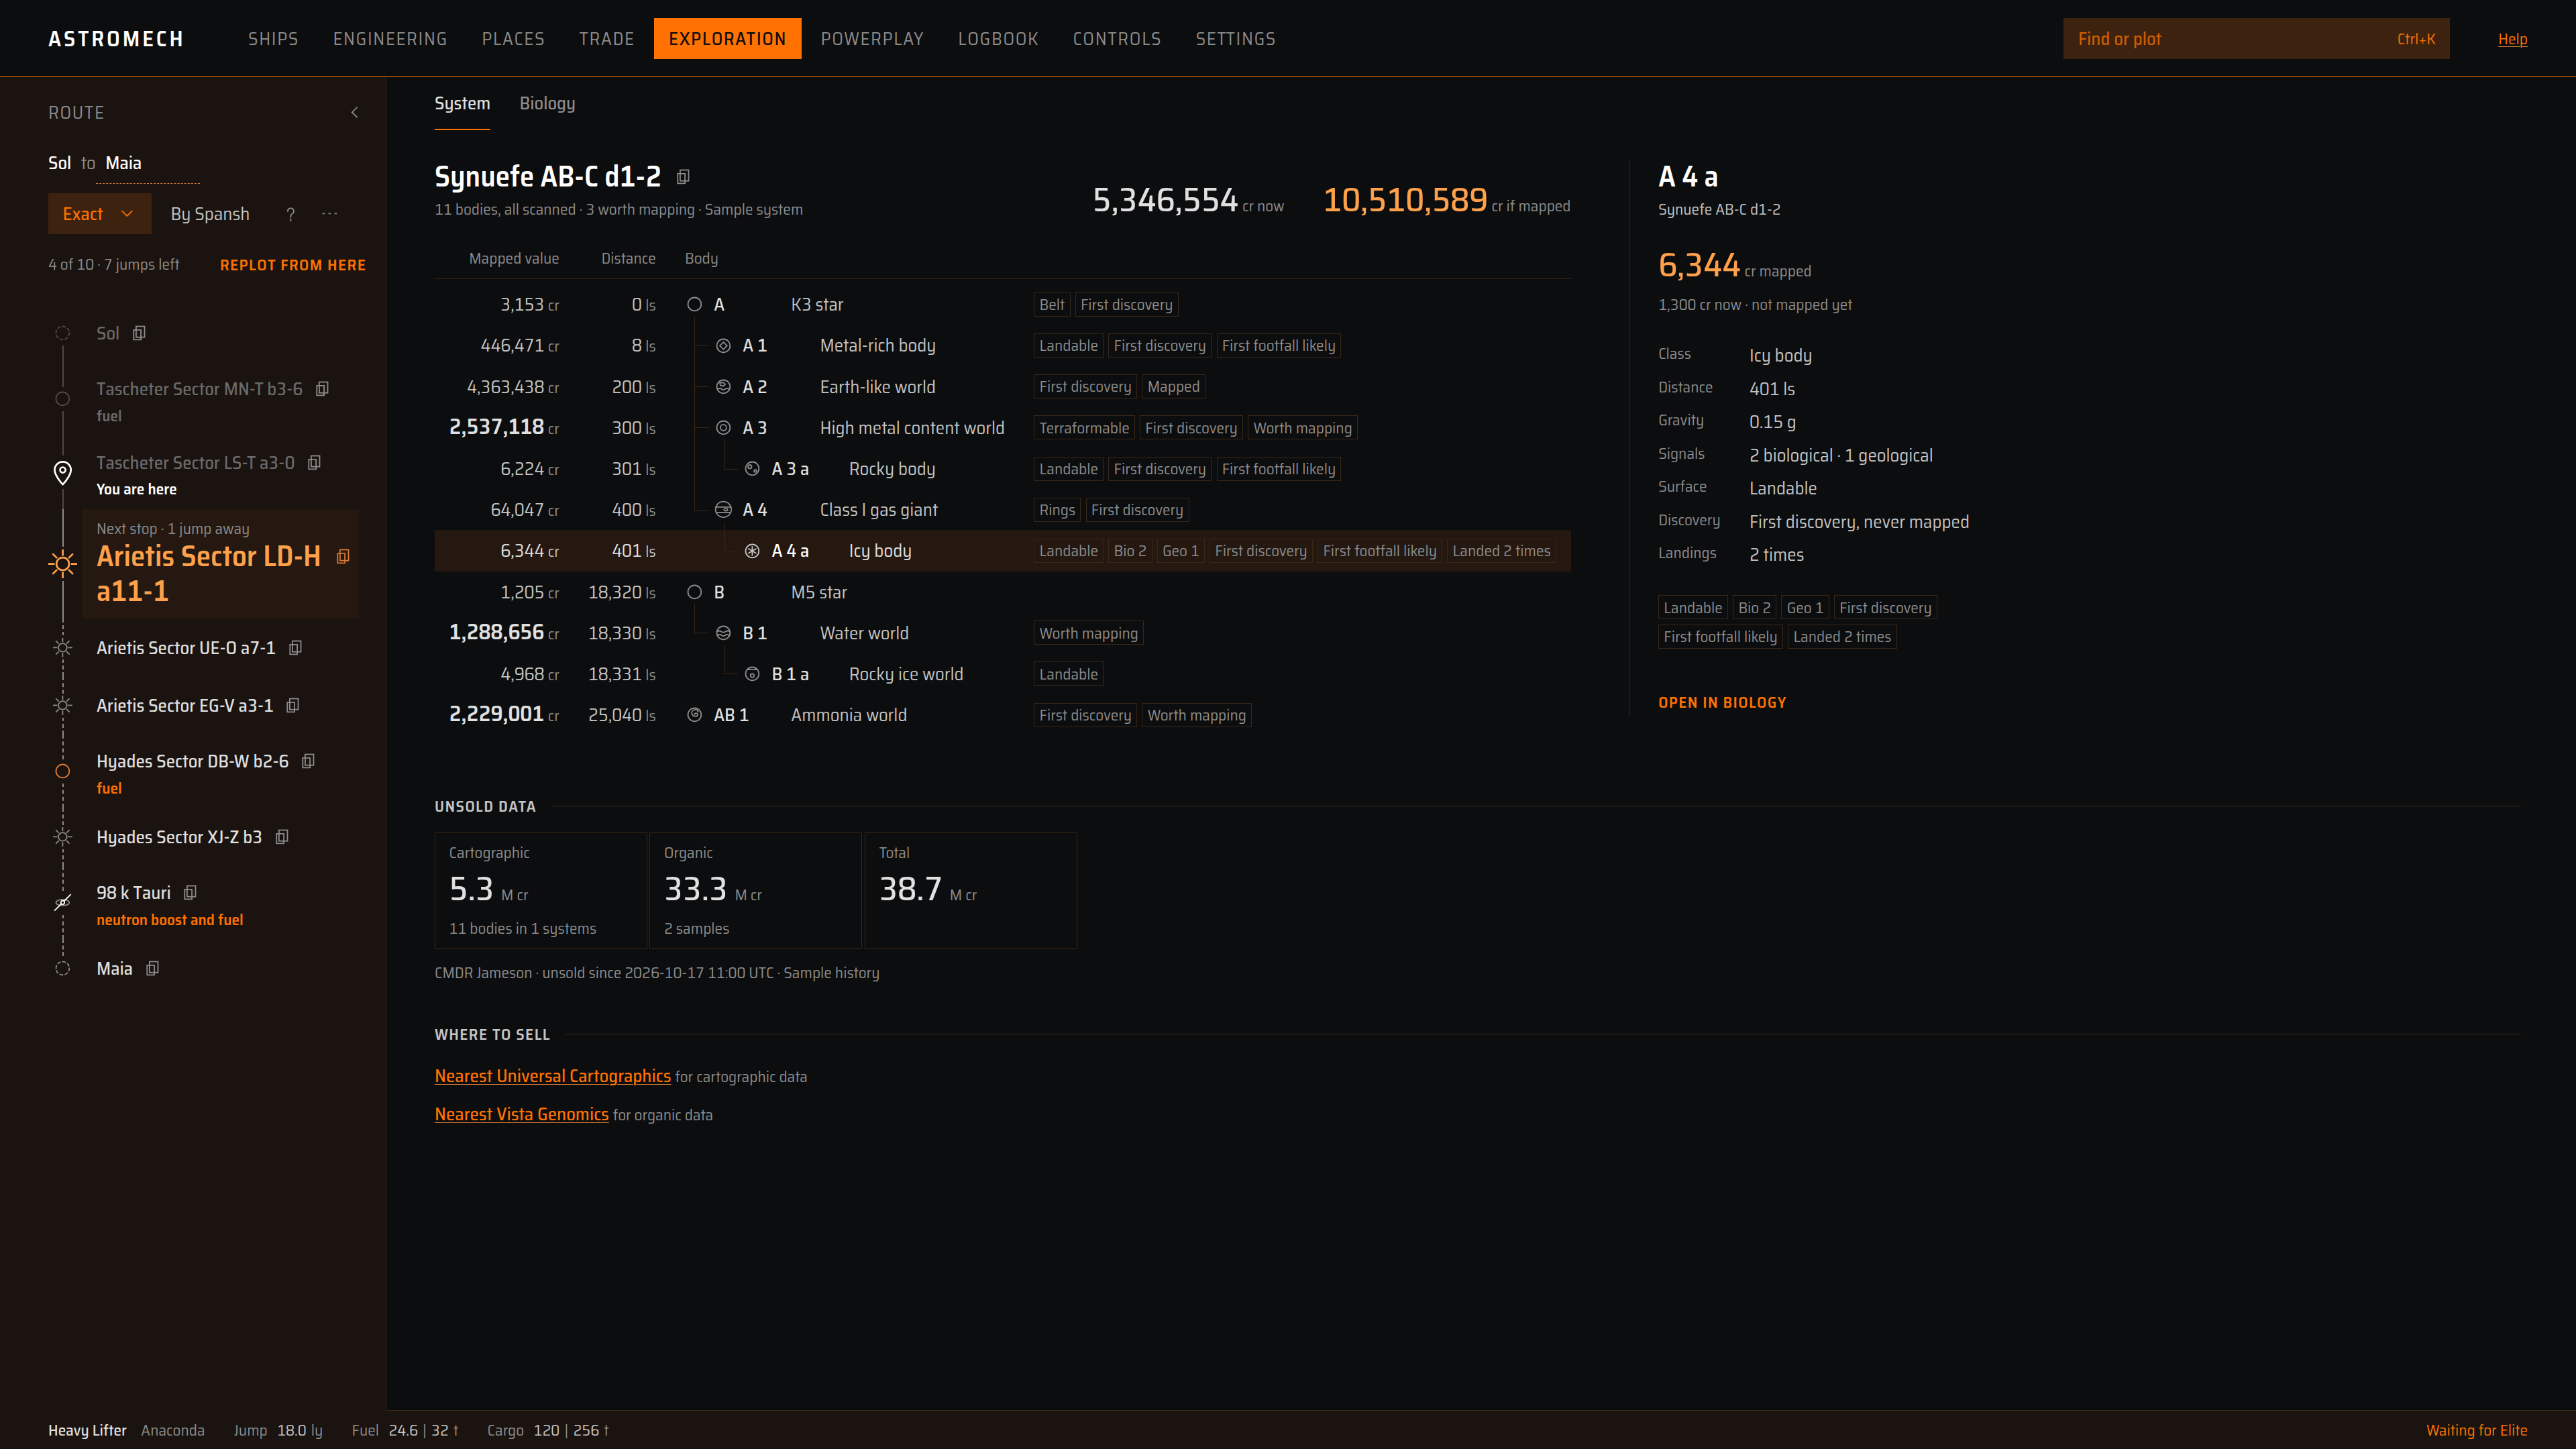 ASTROMECH SHIPS ENGINEERING PLACES TRADE EXPLORATION POWERPLAY LOGBOOK CONTROLS SETTINGS Find or plot Ctrl+K Help
ROUTE
Sol to Maia
Exact By Spansh ? ···
4 of 10 · 7 jumps left REPLOT FROM HERE
Sol
Tascheter Sector MN-T b3-6
fuel
Tascheter Sector LS-T a3-0
You are here
Next stop · 1 jump away
Arietis Sector LD-H
a11-1
Arietis Sector UE-O a7-1
Arietis Sector EG-V a3-1
Hyades Sector DB-W b2-6
fuel
Hyades Sector XJ-Z b3
98 k Tauri
neutron boost and fuel
Maia
System Biology
Synuefe AB-C d1-2
11 bodies, all scanned · 3 worth mapping · Sample system
5,346,554 cr now 10,510,589 cr if mapped
Mapped value Distance Body
3,153 cr 0 ls A K3 star Belt First discovery
446,471 cr 8 ls A 1 Metal-rich body Landable First discovery First footfall likely
4,363,438 cr 200 ls A 2 Earth-like world First discovery Mapped
2,537,118 cr 300 ls A 3 High metal content world Terraformable First discovery Worth mapping
6,224 cr 301 ls A 3 a Rocky body Landable First discovery First footfall likely
64,047 cr 400 ls A 4 Class I gas giant Rings First discovery
6,344 cr 401 ls A 4 a Icy body Landable Bio 2 Geo 1 First discovery First footfall likely Landed 2 times
1,205 cr 18,320 ls B M5 star
1,288,656 cr 18,330 ls B 1 Water world Worth mapping
4,968 cr 18,331 ls B 1 a Rocky ice world Landable
2,229,001 cr 25,040 ls AB 1 Ammonia world First discovery Worth mapping
A 4 a
Synuefe AB-C d1-2
6,344 cr mapped
1,300 cr now · not mapped yet
Class Icy body
Distance 401 ls
Gravity 0.15 g
Signals 2 biological · 1 geological
Surface Landable
Discovery First discovery, never mapped
Landings 2 times
Landable Bio 2 Geo 1 First discovery
First footfall likely Landed 2 times
OPEN IN BIOLOGY
UNSOLD DATA
Cartographic Organic Total
5.3 M cr 33.3 M cr 38.7 M cr
11 bodies in 1 systems 2 samples
CMDR Jameson · unsold since 2026-10-17 11:00 UTC · Sample history
WHERE TO SELL
Nearest Universal Cartographics for cartographic data
Nearest Vista Genomics for organic data
Heavy Lifter Anaconda Jump 18.0 ly Fuel 24.6 | 32 t Cargo 120 | 256 t Waiting for Elite